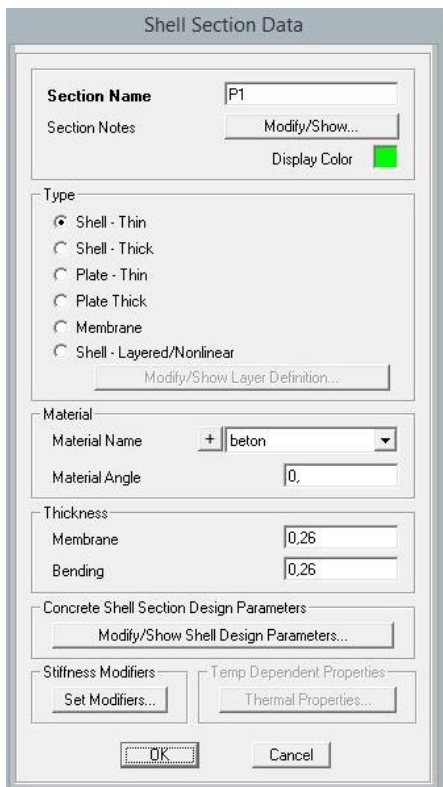 Shell Section Data
Section Name P1
Section Notes Modify/Show...
Display Color
Type
Shell - Thin
Shell - Thick
Plate - Thin
Plate Thick
Membrane
Shell - Layered/Nonlinear
Modify/Show Layer Definition...
Material
Material Name + beton
Material Angle 0,
Thickness
Membrane 0,26
Bending 0,26
Concrete Shell Section Design Parameters
Modify/Show Shell Design Parameters...
Stiffness Modifiers Temp Dependent Properties
Set Modifiers... Thermal Properties...
OK Cancel